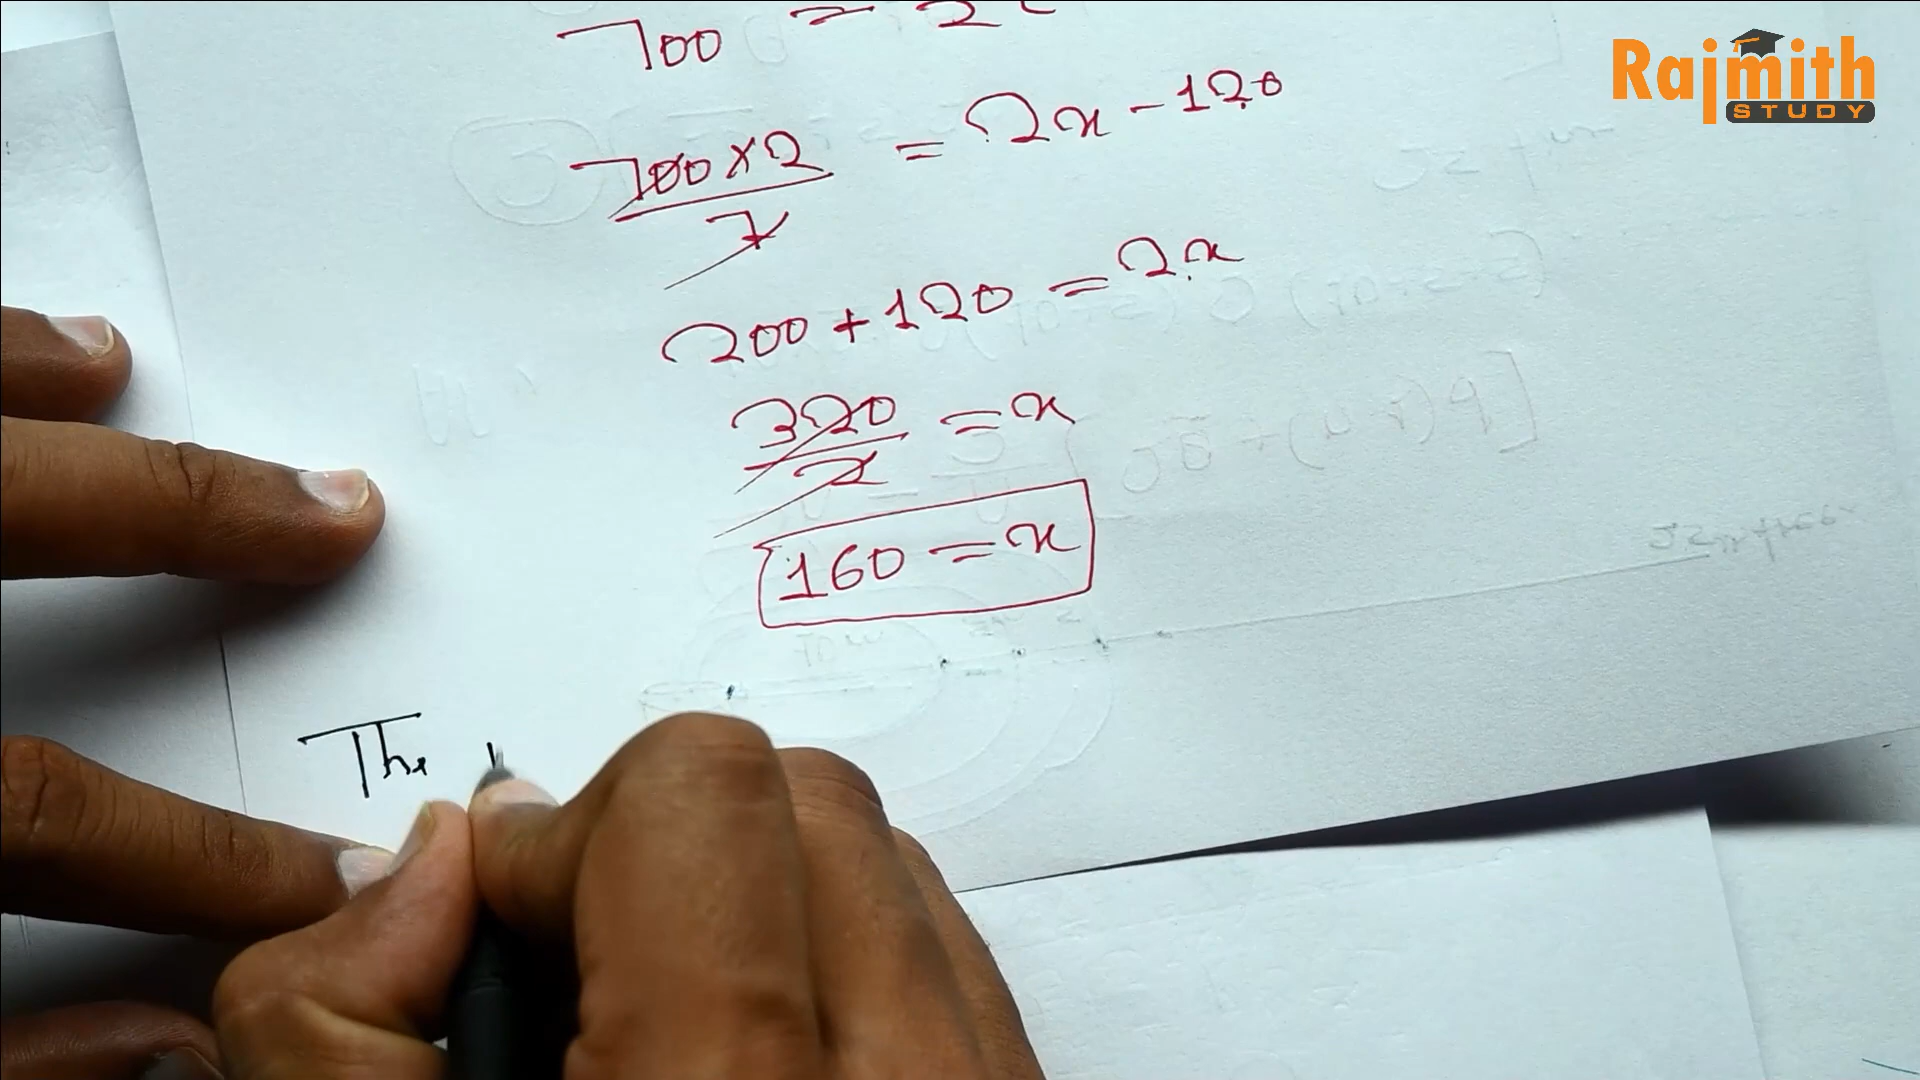 Rajmith
STUDY
700 = 2
700×2/7 = 2x - 120
200 + 120 = 2x
320/2 = x
160 = x
The